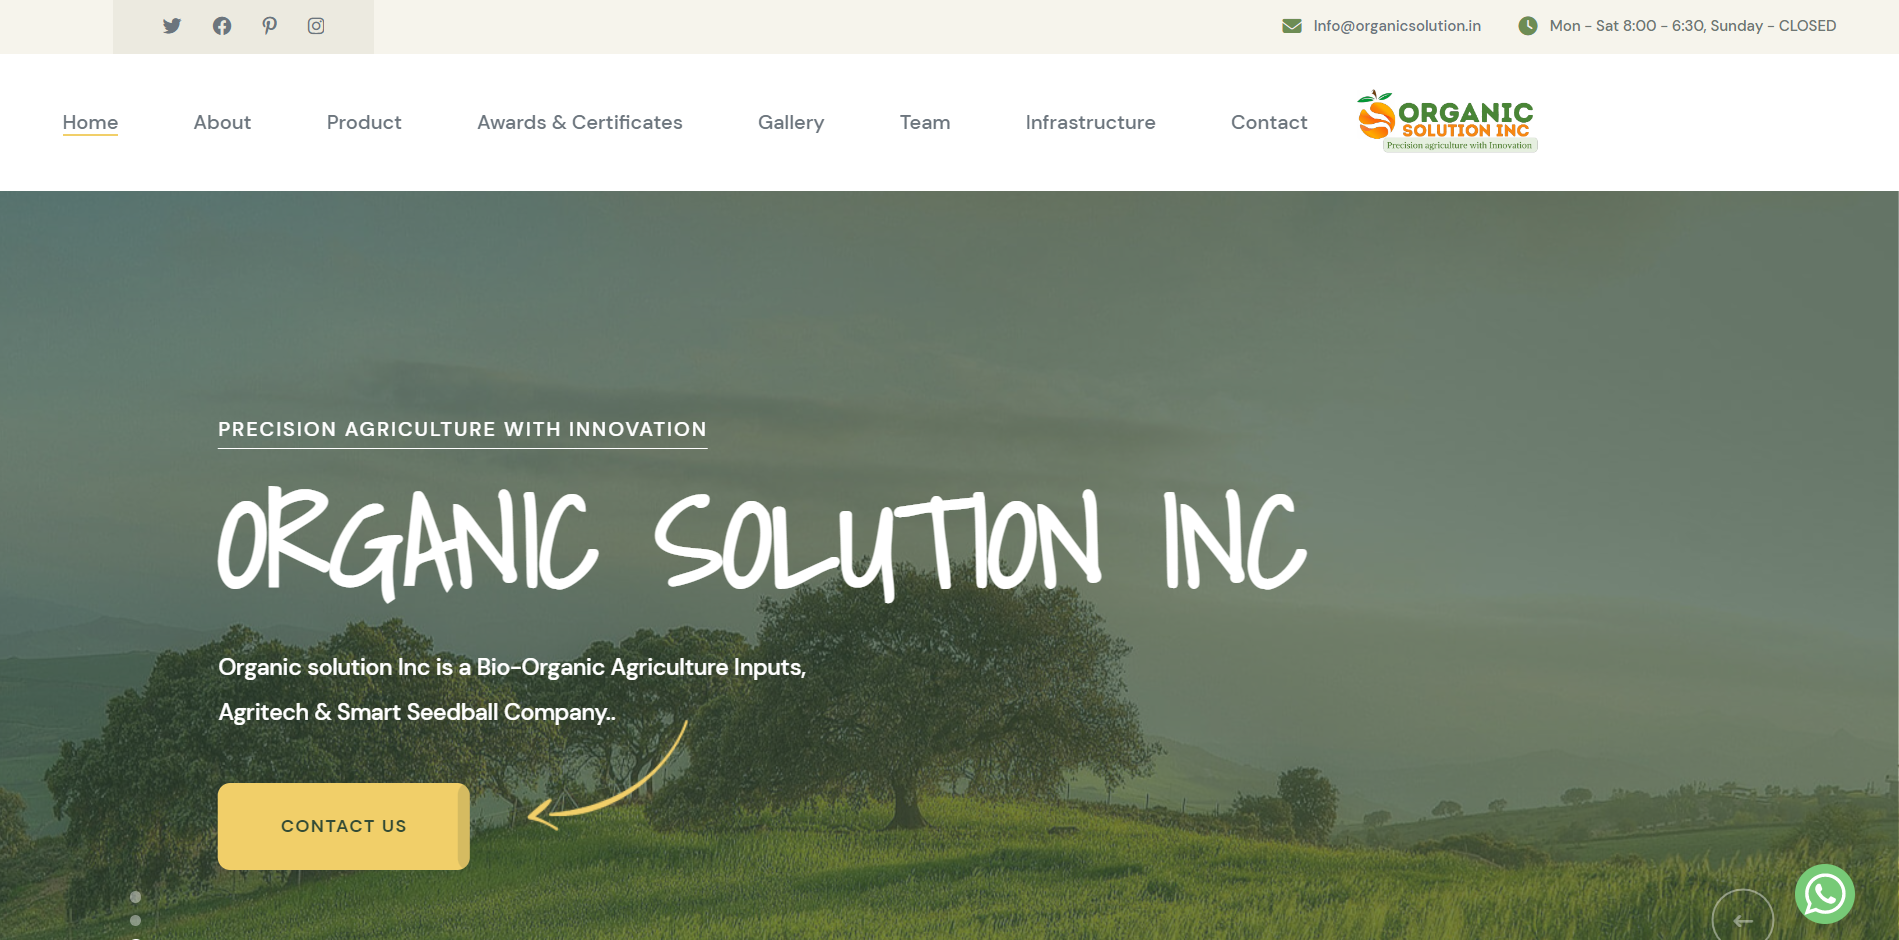 Info@organicsolution.in
Mon - Sat 8:00 - 6:30, Sunday - CLOSED
Home
About
Product
Awards & Certificates
Gallery
Team
Infrastructure
Contact
ORGANIC
SOLUTION INC
Precision agriculture with Innovation
PRECISION AGRICULTURE WITH INNOVATION
ORGANIC SOLUTION INC
Organic solution Inc is a Bio-Organic Agriculture Inputs,
Agritech & Smart Seedball Company..
CONTACT US